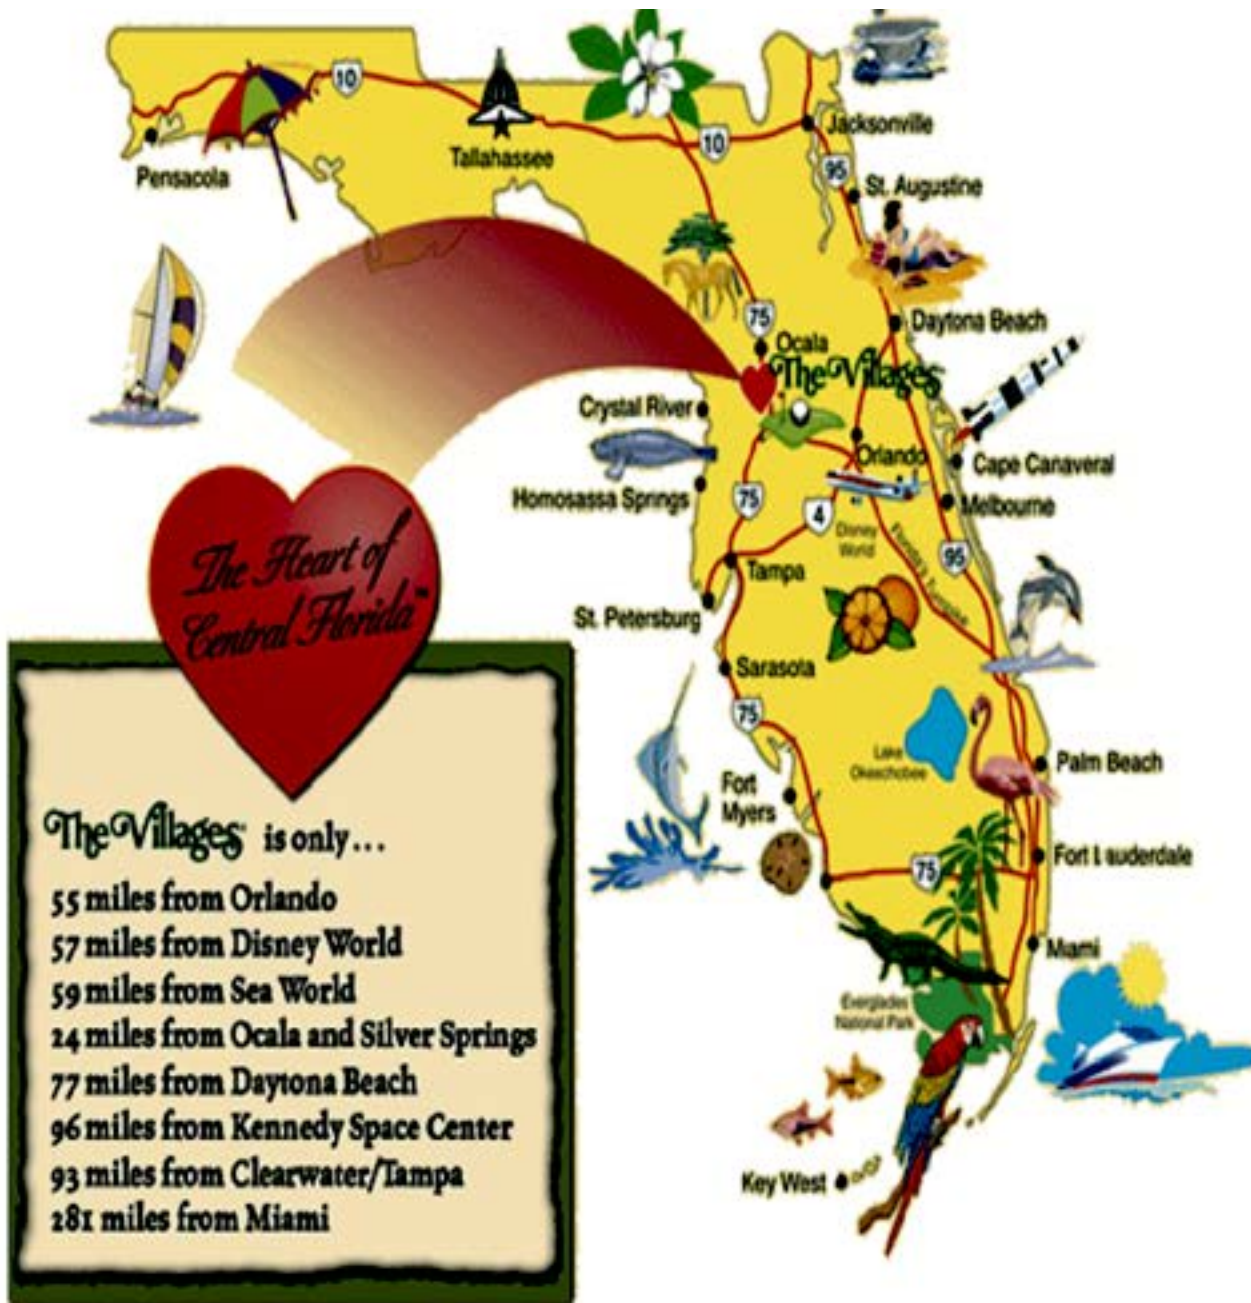 10
Tallahassee
Pensacola
10
Jacksonville
95
St. Augustine
Daytona Beach
75
Ocala
The Villages
Crystal River
Orlando
Cape Canaveral
Homosassa Springs
Melbourne
75
4
Disney
World
Florida's Turnpike
95
Tampa
St. Petersburg
Sarasota
75
Lake
Okeechobee
Palm Beach
Fort
Myers
75
Fort Lauderdale
Miami
Everglades
National Park
Key West
The Heart of
Central Florida™
The Villages is only...
55 miles from Orlando
57 miles from Disney World
59 miles from Sea World
24 miles from Ocala and Silver Springs
77 miles from Daytona Beach
96 miles from Kennedy Space Center
93 miles from Clearwater/Tampa
281 miles from Miami